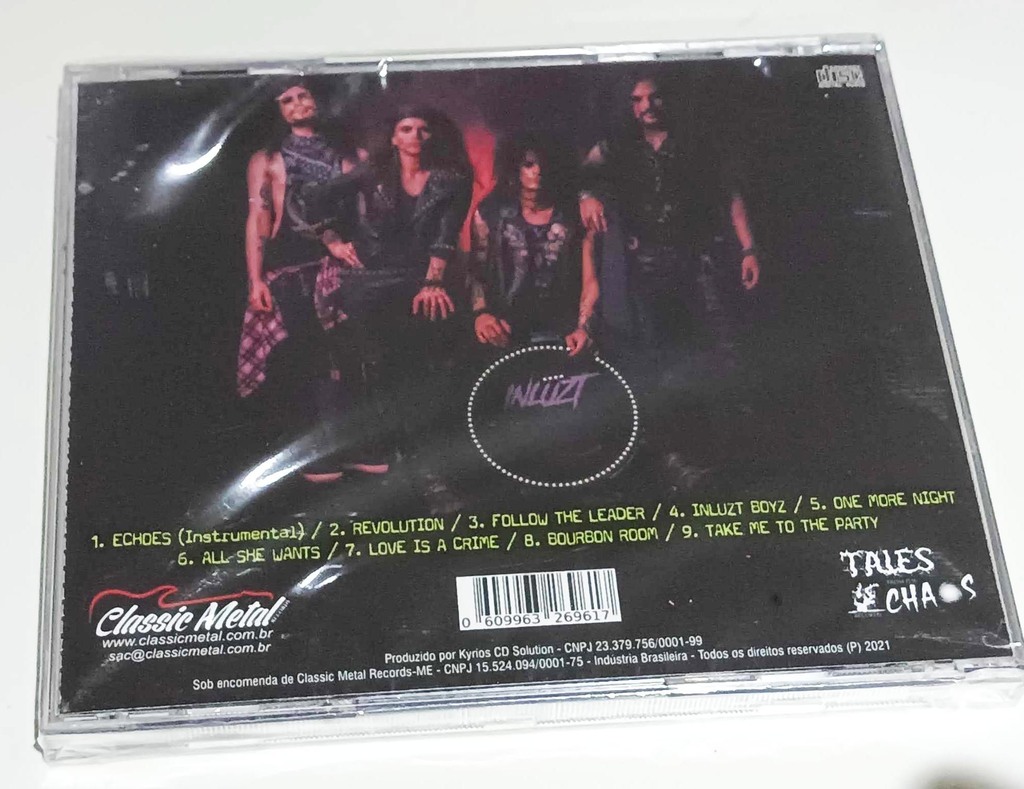 disc
INLÜZT
1. ECHOES (Instrumental) / 2. REVOLUTION / 3. FOLLOW THE LEADER / 4. INLUZT BOYZ / 5. ONE MORE NIGHT
6. ALL SHE WANTS / 7. LOVE IS A CRIME / 8. BOURBON ROOM / 9. TAKE ME TO THE PARTY
Classic Metal
www.classicmetal.com.br
sac@classicmetal.com.br
0 609963 269617
TALES
CHAOS
Produzido por Kyrios CD Solution - CNPJ 23.379.756/0001-99
Sob encomenda de Classic Metal Records-ME - CNPJ 15.524.094/0001-75 - Indústria Brasileira - Todos os direitos reservados (P) 2021